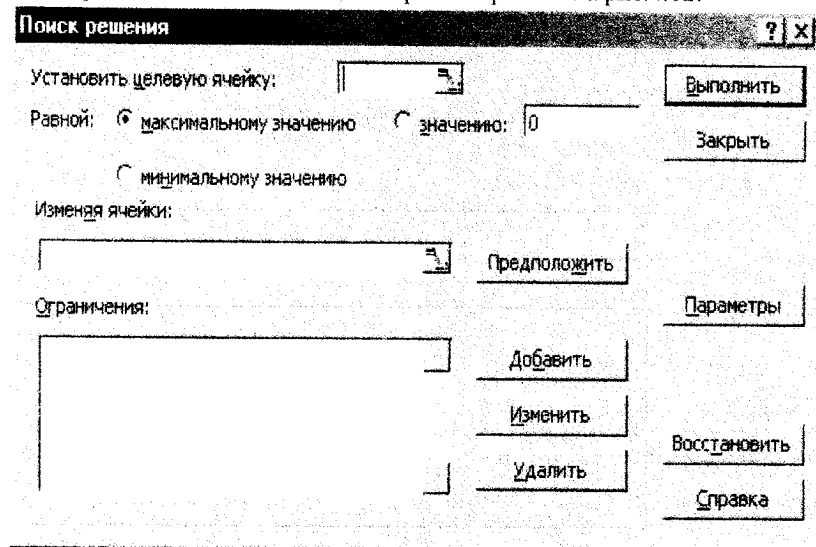 Поиск решения
Установить целевую ячейку:
Выполнить
Равной: максимальному значению значению: 0
Закрыть
минимальному значению
Изменяя ячейки:
Предположить
Параметры
Ограничения:
Добавить
Изменить
Восстановить
Удалить
Справка